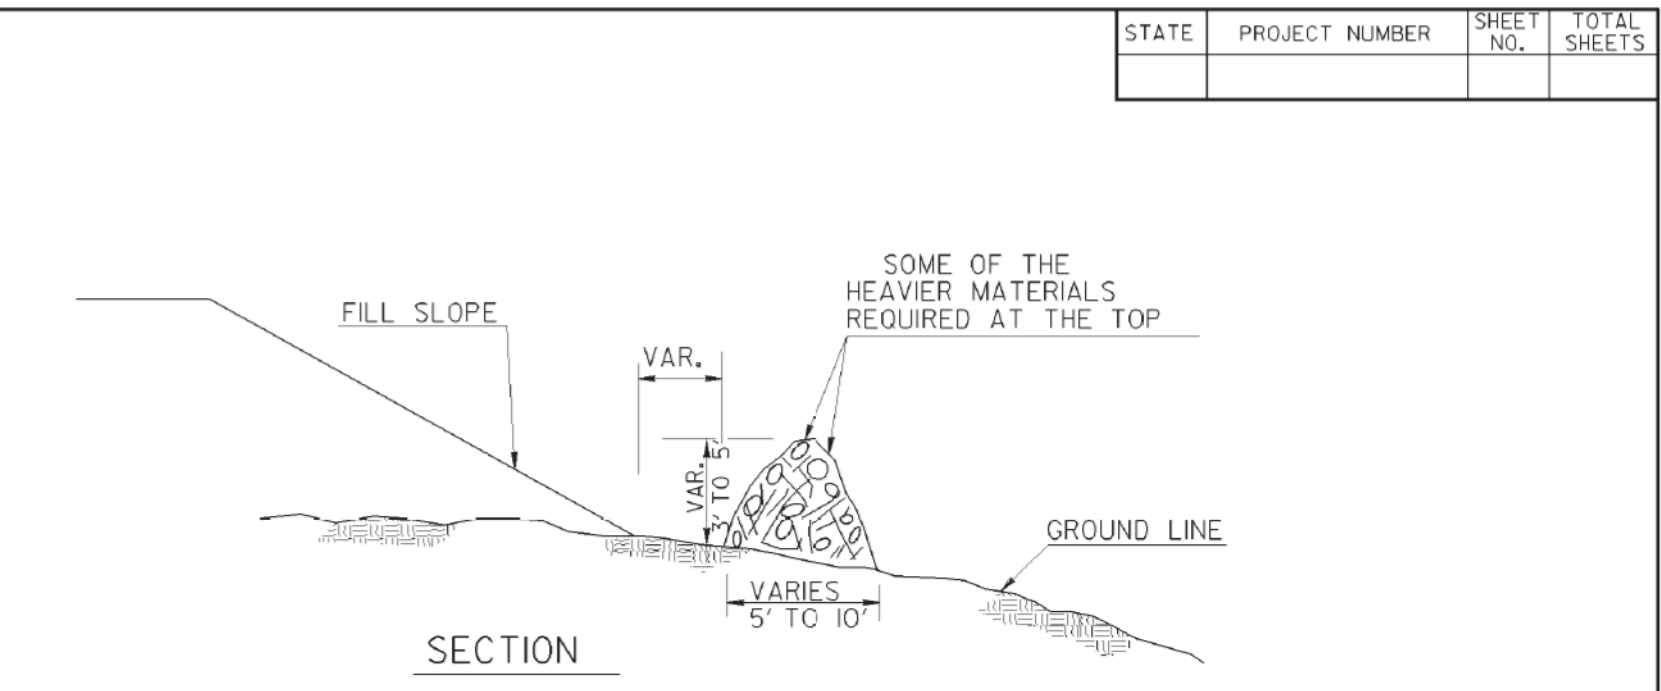 STATE
PROJECT NUMBER
SHEET
NO.
TOTAL
SHEETS
SOME OF THE
HEAVIER MATERIALS
REQUIRED AT THE TOP
FILL SLOPE
VAR.
VAR.
3' TO 5'
GROUND LINE
VARIES
5' TO 10'
SECTION